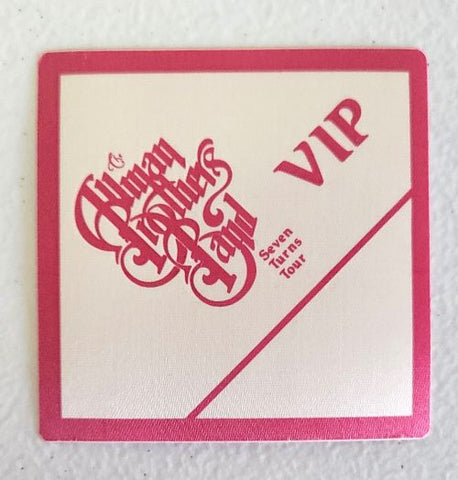 The
Allman
Brothers
Band
VIP
Seven
Turns
Tour